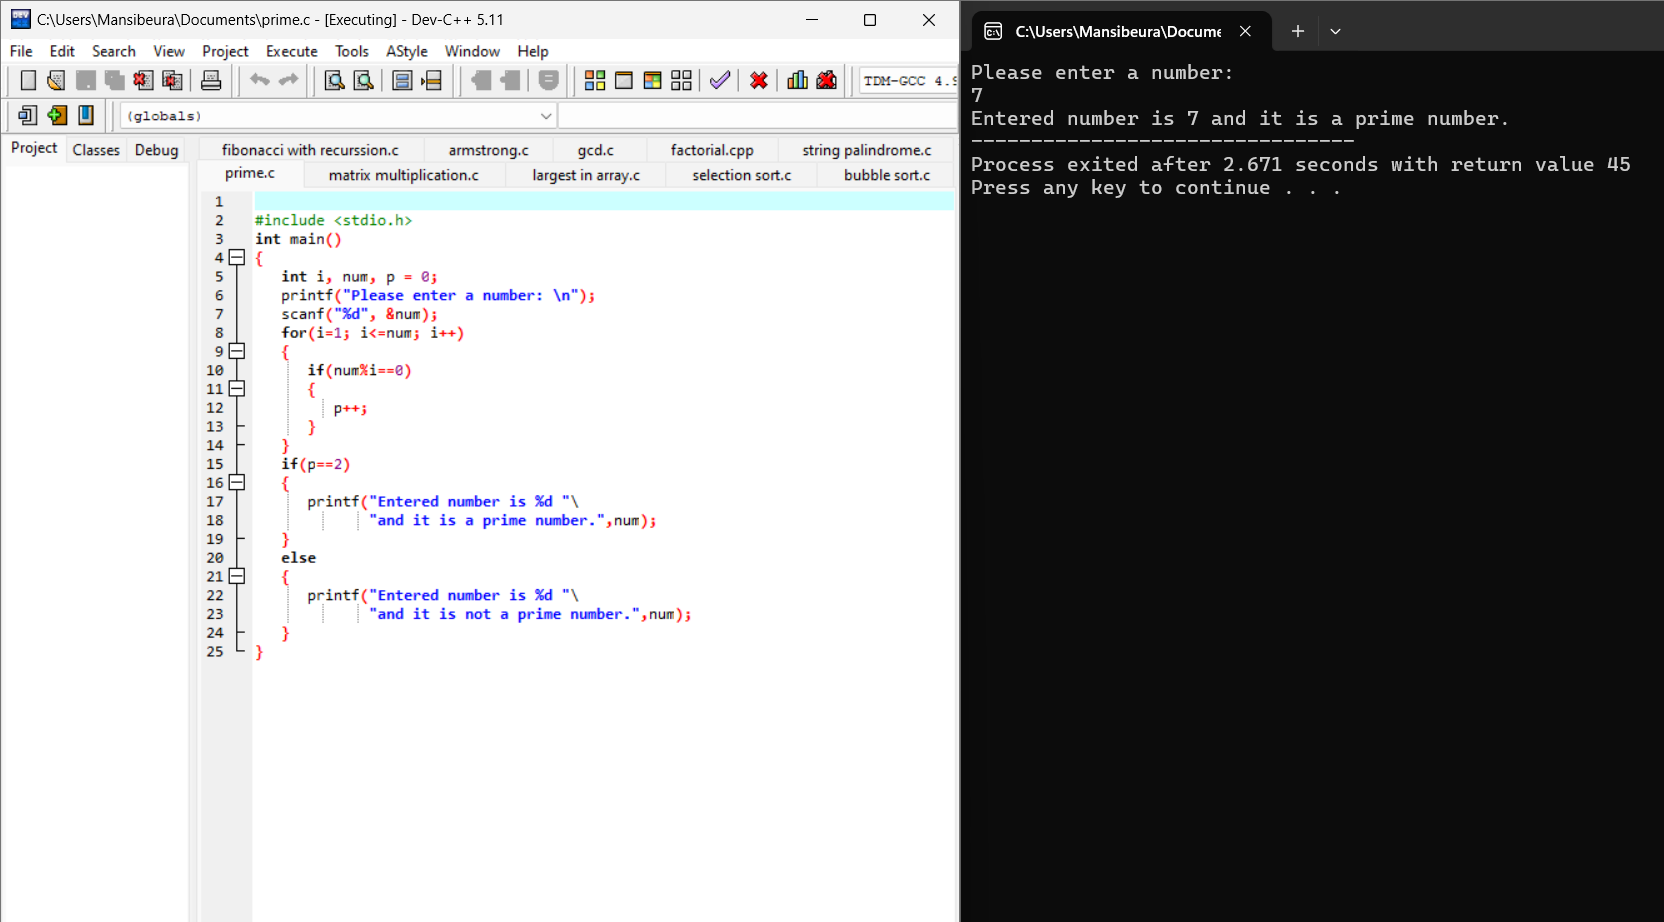 C:\Users\Mansibeura\Documents\prime.c - [Executing] - Dev-C++ 5.11
File Edit Search View Project Execute Tools AStyle Window Help
TDM-GCC
(globals)
Project Classes Debug
fibonacci with recurssion.c armstrong.c gcd.c factorial.cpp string palindrome.c
prime.c matrix multiplication.c largest in array.c selection sort.c bubble sort.c
1
2 #include <stdio.h>
3 int main()
4 {
5 int i, num, p = 0;
6 printf("Please enter a number: \n");
7 scanf("%d", &num);
8 for(i=1; i<=num; i++)
9 {
10 if(num%i==0)
11 {
12 p++;
13 }
14 }
15 if(p==2)
16 {
17 printf("Entered number is %d "\
18 "and it is a prime number.",num);
19 }
20 else
21 {
22 printf("Entered number is %d "\
23 "and it is not a prime number.",num);
24 }
25 }
C:\Users\Mansibeura\Docume
Please enter a number:
7
Entered number is 7 and it is a prime number.
--------------------------------
Process exited after 2.671 seconds with return value 45
Press any key to continue . . .